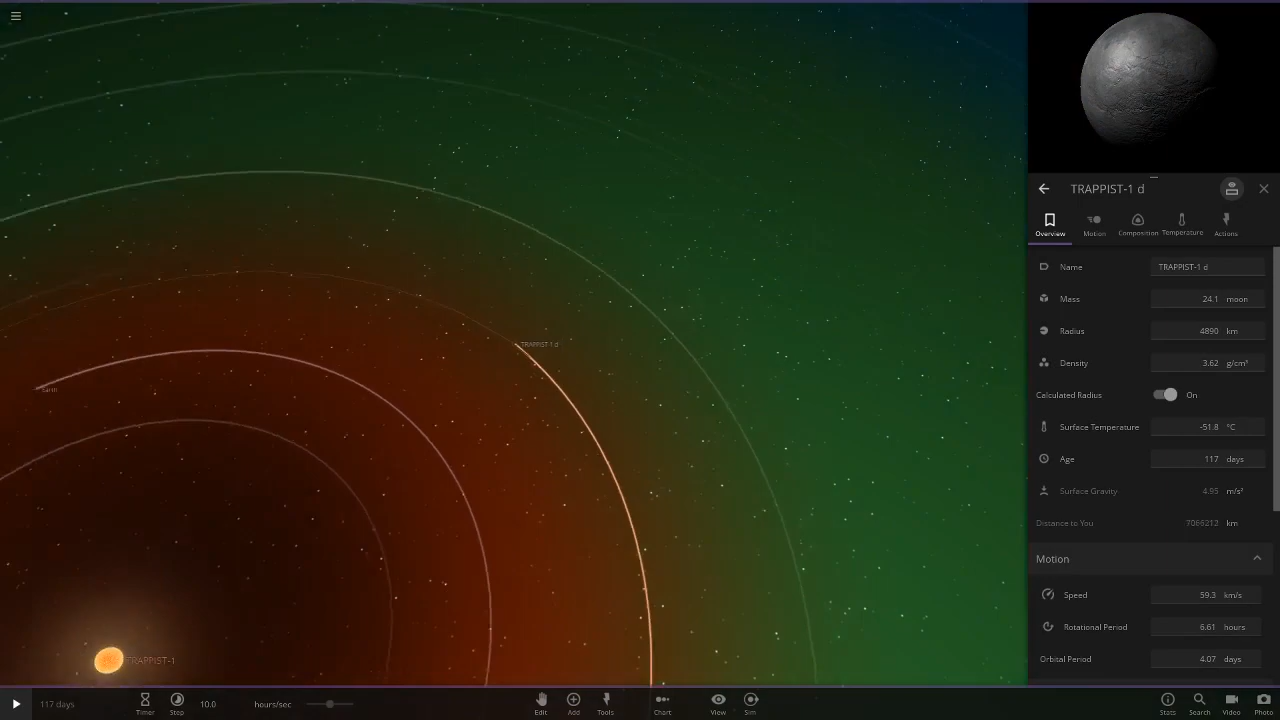 TRAPPIST-1 d
Overview
Motion
Composition
Temperature
Actions
Name
TRAPPIST-1 d
Mass
24.1 moon
Radius
4890 km
Density
3.62 g/cm³
Calculated Radius
On
Surface Temperature
-51.8 °C
Age
117 days
Surface Gravity
4.95 m/s²
Distance to You
7066212 km
Motion
Speed
59.3 km/s
Rotational Period
6.61 hours
Orbital Period
4.07 days
TRAPPIST-1 d
Earth
TRAPPIST-1
117 days
Timer
Step
10.0 hours/sec
Edit
Add
Tools
Chart
View
Sim
Stats
Search
Video
Photo